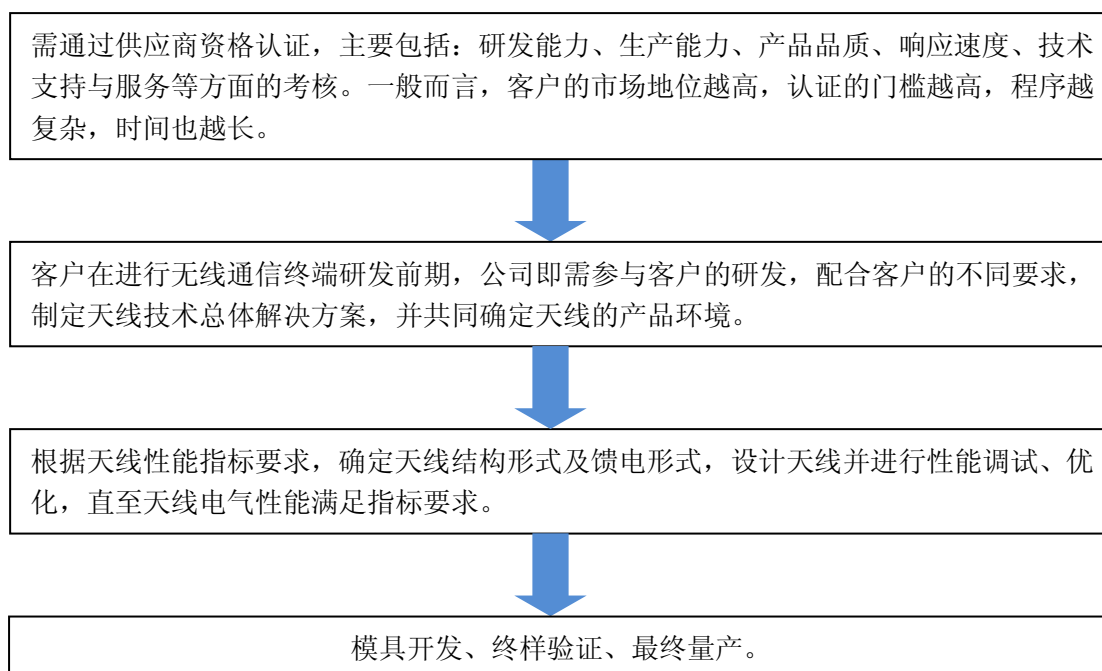 需通过供应商资格认证，主要包括：研发能力、生产能力、产品品质、响应速度、技术
支持与服务等方面的考核。一般而言，客户的市场地位越高，认证的门槛越高，程序越
复杂，时间也越长。
客户在进行无线通信终端研发前期，公司即需参与客户的研发，配合客户的不同要求，
制定天线技术总体解决方案，并共同确定天线的产品环境。
根据天线性能指标要求，确定天线结构形式及馈电形式，设计天线并进行性能调试、优
化，直至天线电气性能满足指标要求。
模具开发、终样验证、最终量产。